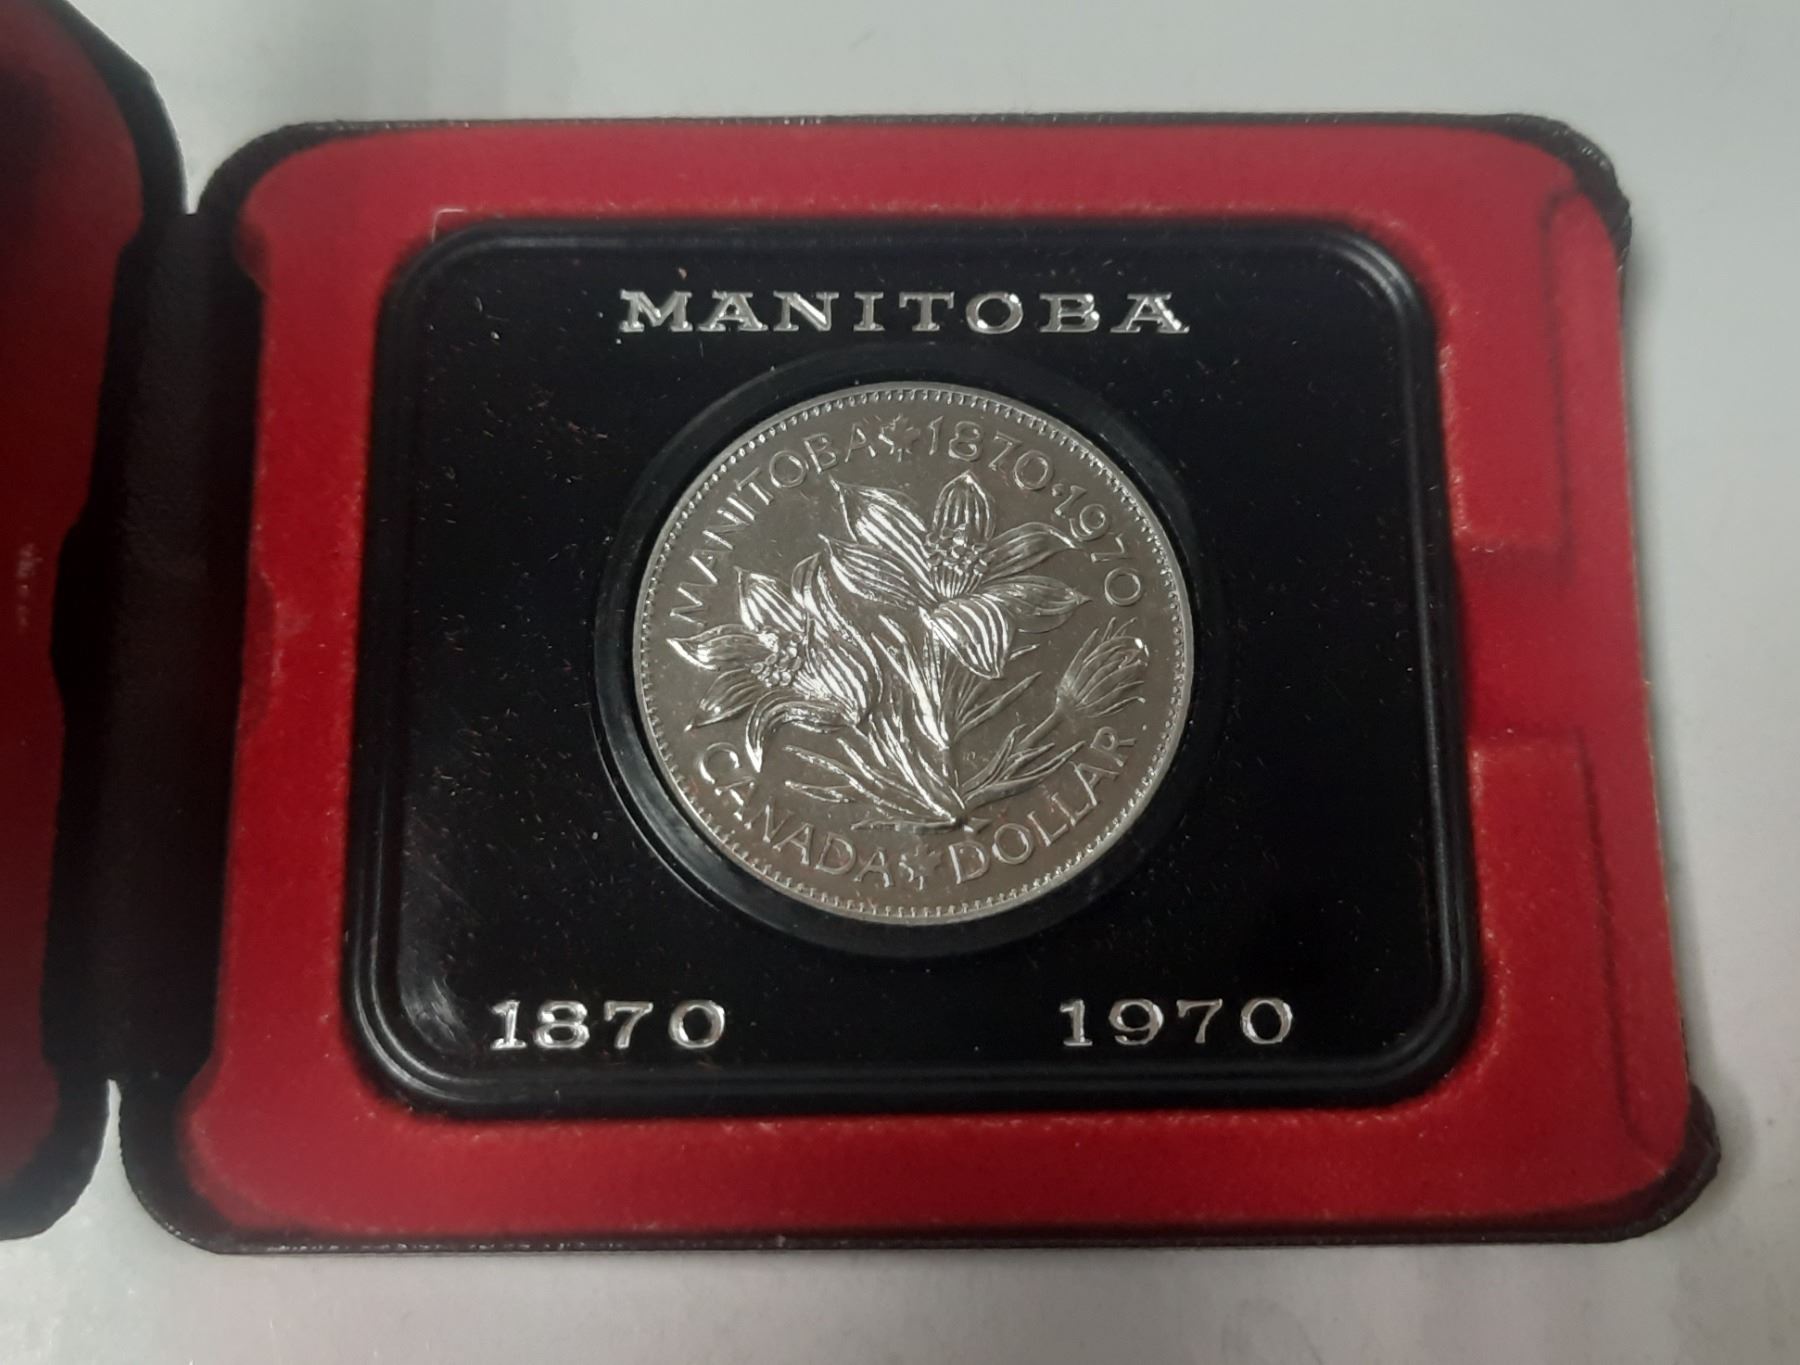 MANITOBA
MANITOBA 1870·1970
CANADA DOLLAR
1870 1970